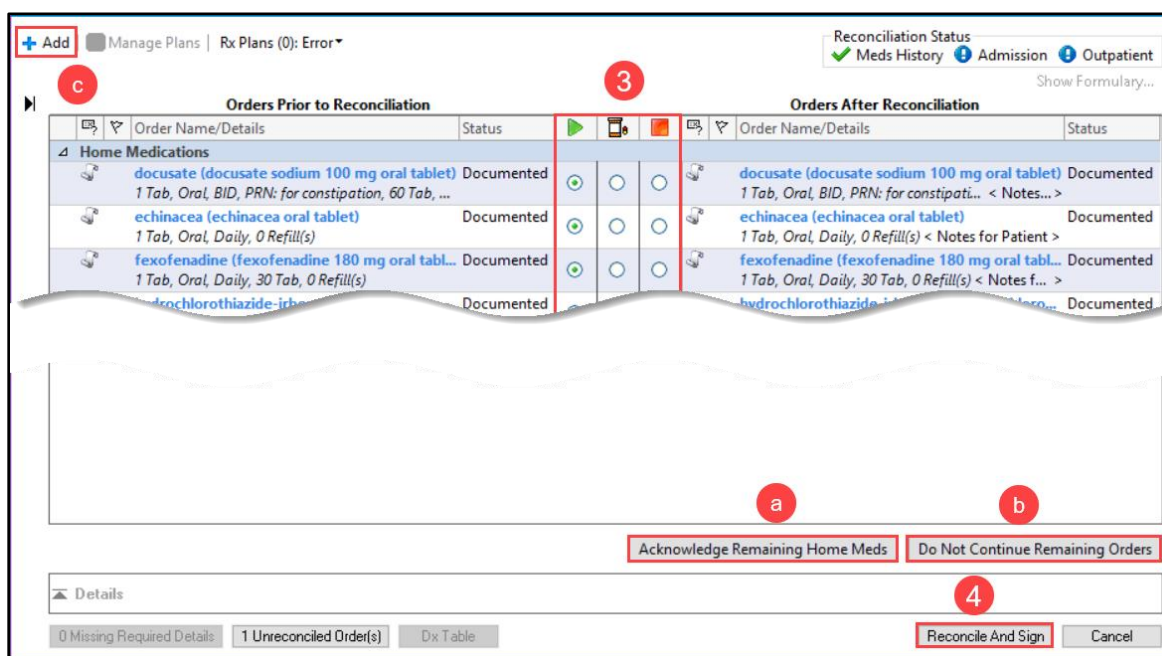 Add Manage Plans Rx Plans (0): Error
Reconciliation Status
Meds History Admission Outpatient
Show Formulary...
c
3
Orders Prior to Reconciliation
Orders After Reconciliation
Order Name/Details Status Order Name/Details Status
Home Medications
docusate (docusate sodium 100 mg oral tablet) Documented docusate (docusate sodium 100 mg oral tablet) Documented
1 Tab, Oral, BID, PRN: for constipation, 60 Tab, ... 1 Tab, Oral, BID, PRN: for constipati... < Notes... >
echinacea (echinacea oral tablet) Documented echinacea (echinacea oral tablet) Documented
1 Tab, Oral, Daily, 0 Refill(s) 1 Tab, Oral, Daily, 0 Refill(s) < Notes for Patient >
fexofenadine (fexofenadine 180 mg oral tabl... Documented fexofenadine (fexofenadine 180 mg oral tabl... Documented
1 Tab, Oral, Daily, 30 Tab, 0 Refill(s) 1 Tab, Oral, Daily, 30 Tab, 0 Refill(s) < Notes f... >
Documented Documented
a
b
Acknowledge Remaining Home Meds Do Not Continue Remaining Orders
Details
4
0 Missing Required Details 1 Unreconciled Order(s) Dx Table Reconcile And Sign Cancel